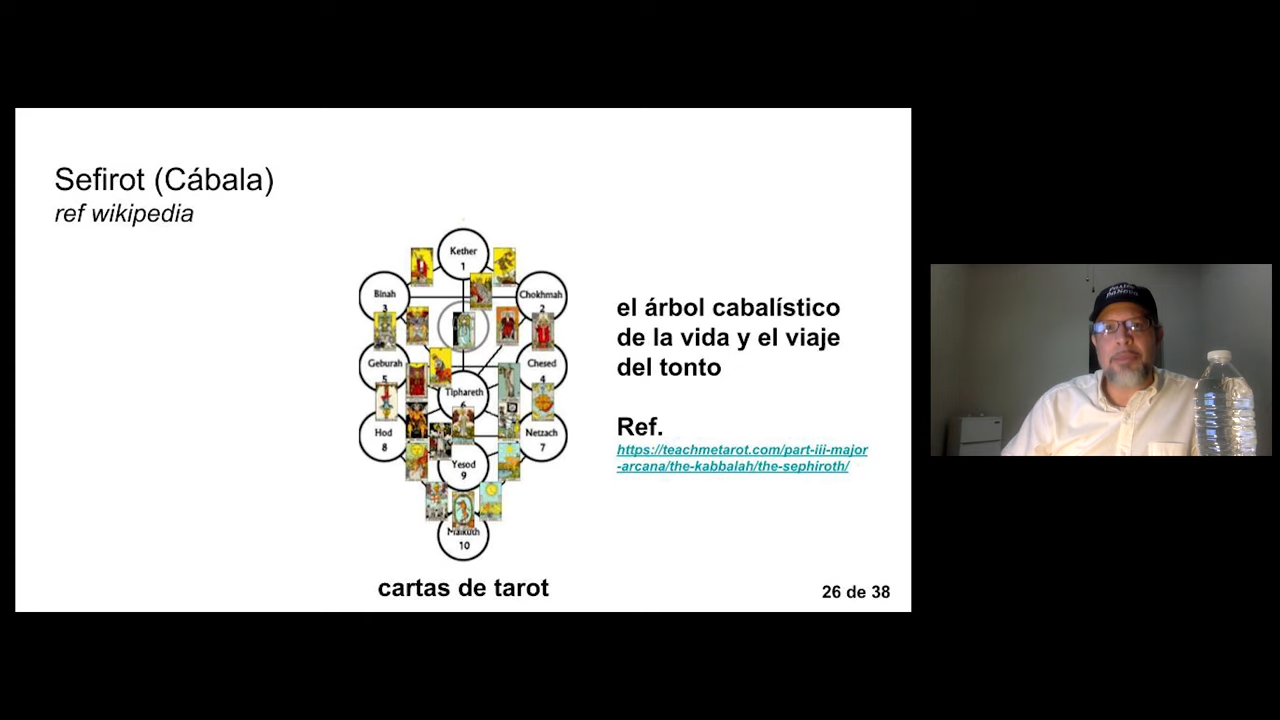 Sefirot (Cábala)
ref wikipedia
Kether
1
Binah
3
Chokhmah
2
Geburah
5
Chesed
4
Tiphareth
6
Hod
8
Netzach
7
Yesod
9
Malkuth
10
el árbol cabalístico
de la vida y el viaje
del tonto
Ref.
https://teachmetarot.com/part-iii-major
-arcana/the-kabbalah/the-sephiroth/
cartas de tarot
26 de 38